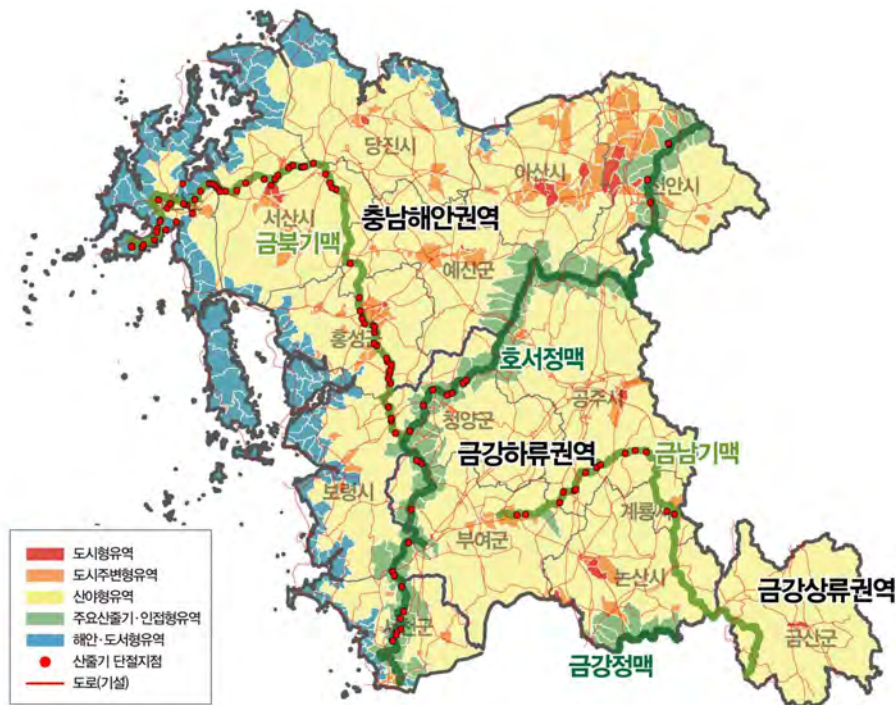 당진시
아산시
천안시
서산시
충남해안권역
금북기맥
예산군
홍성군
호서정맥
청양군
공주시
금강하류권역
금남기맥
보령시
계룡시
부여군
논산시
서천군
금강상류권역
금산군
금강정맥
도시형유역
도시주변형유역
산야형유역
주요산줄기·인접형유역
해안·도서형유역
산줄기 단절지점
도로(기설)